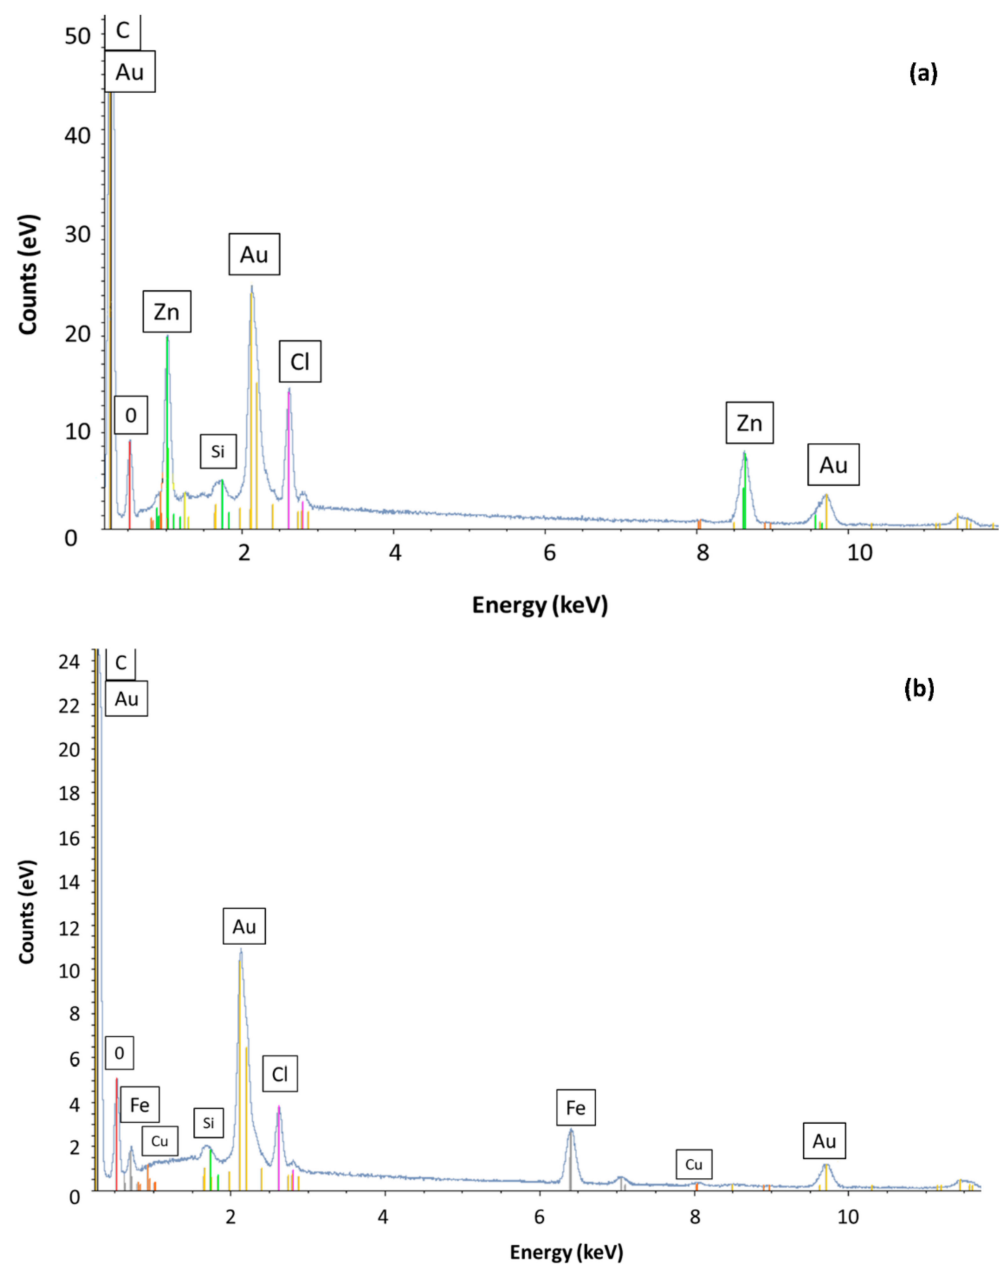 C
Au
(a)
50
40
30
20
10
0
Counts (eV)
Au
Zn
Cl
0
Si
Zn
Au
2 4 6 8 10
Energy (keV)
C
Au
(b)
24
22
20
18
16
14
12
10
8
6
4
2
0
Counts (eV)
Au
0
Fe
Cu
Si
Cl
Fe
Cu
Au
2 4 6 8 10
Energy (keV)